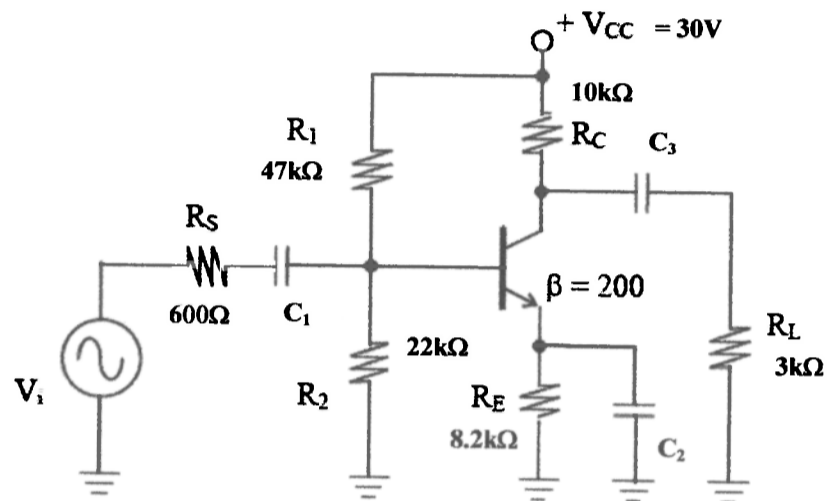 + VCC = 30V
10kΩ
RC
C3
R1
47kΩ
RS
600Ω
C1
β = 200
RL
3kΩ
22kΩ
R2
Vi
RE
8.2kΩ
C2